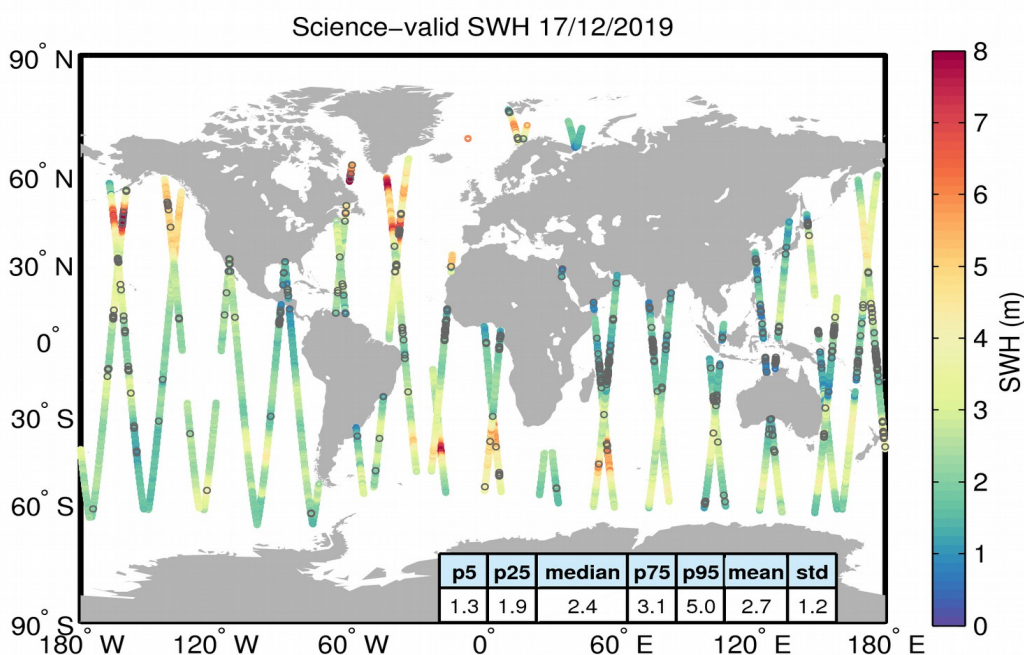 Science−valid SWH 17/12/2019
90° N
60° N
30° N
0°
30° S
60° S
90° S
180° W
120° W
60° W
0°
60° E
120° E
180° E
p5 p25 median p75 p95 mean std
1.3 1.9 2.4 3.1 5.0 2.7 1.2
8
7
6
5
4
3
2
1
0
SWH (m)